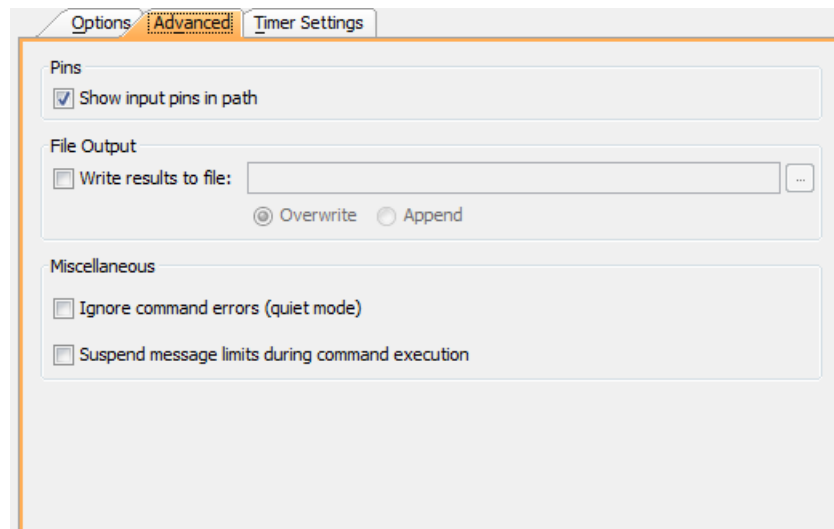 Options Advanced Timer Settings
Pins
Show input pins in path
File Output
Write results to file: ...
Overwrite Append
Miscellaneous
Ignore command errors (quiet mode)
Suspend message limits during command execution